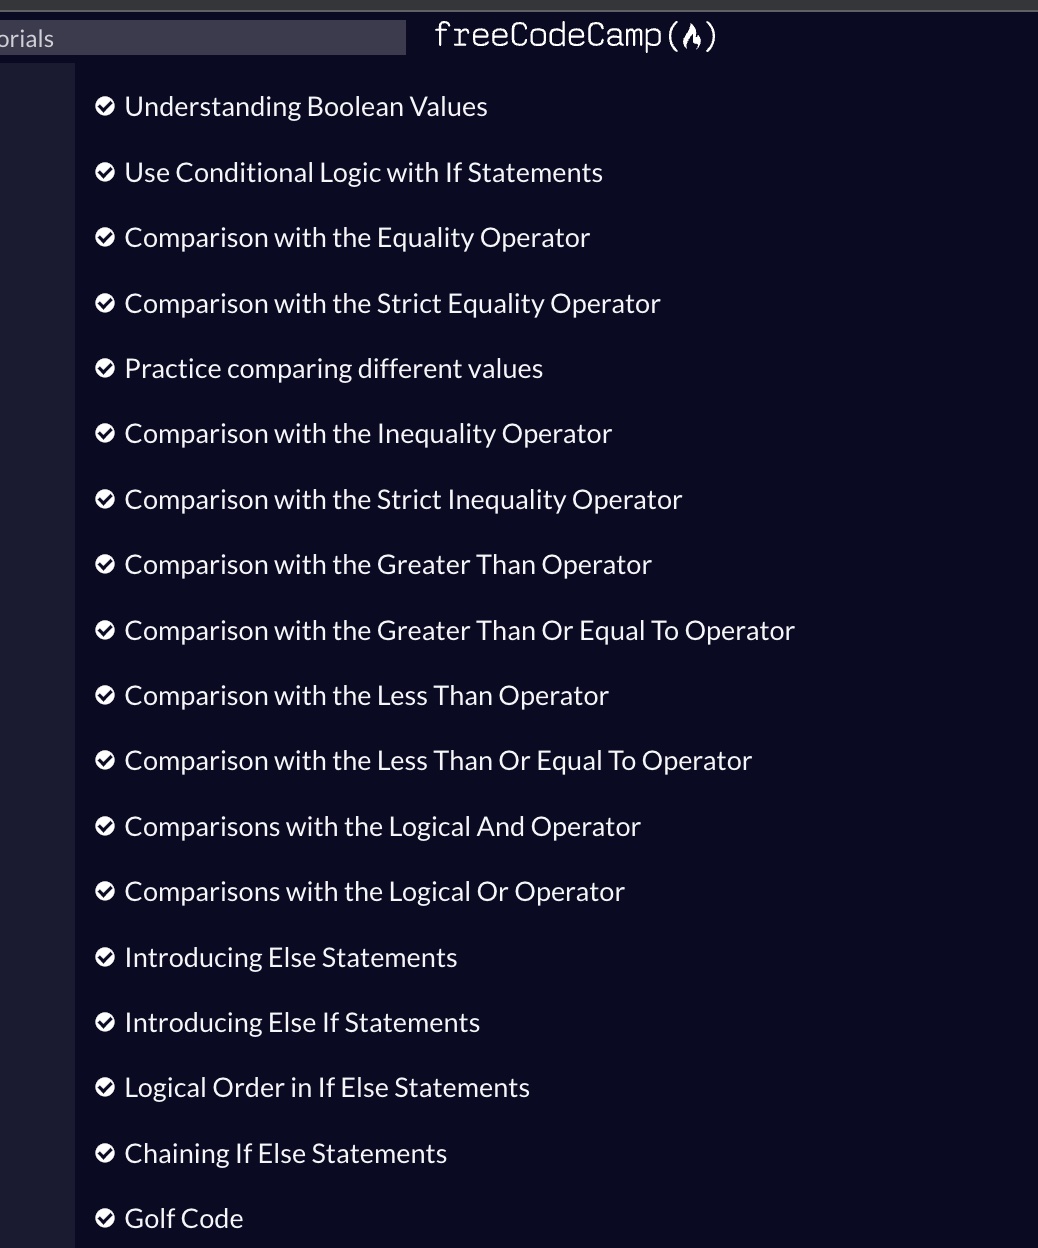 orials
freeCodeCamp(🔥)
Understanding Boolean Values
Use Conditional Logic with If Statements
Comparison with the Equality Operator
Comparison with the Strict Equality Operator
Practice comparing different values
Comparison with the Inequality Operator
Comparison with the Strict Inequality Operator
Comparison with the Greater Than Operator
Comparison with the Greater Than Or Equal To Operator
Comparison with the Less Than Operator
Comparison with the Less Than Or Equal To Operator
Comparisons with the Logical And Operator
Comparisons with the Logical Or Operator
Introducing Else Statements
Introducing Else If Statements
Logical Order in If Else Statements
Chaining If Else Statements
Golf Code